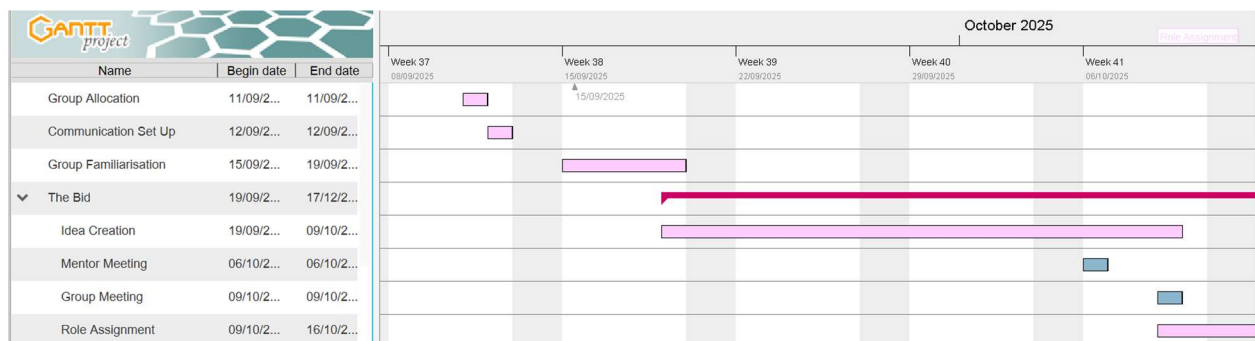 GANTT
project
October 2025
Role Assignment
Name Begin date End date
Week 37 Week 38 Week 39 Week 40 Week 41
08/09/2025 15/09/2025 22/09/2025 29/09/2025 06/10/2025
15/09/2025
Group Allocation 11/09/2... 11/09/2...
Communication Set Up 12/09/2... 12/09/2...
Group Familiarisation 15/09/2... 19/09/2...
The Bid 19/09/2... 17/12/2...
Idea Creation 19/09/2... 09/10/2...
Mentor Meeting 06/10/2... 06/10/2...
Group Meeting 09/10/2... 09/10/2...
Role Assignment 09/10/2... 16/10/2...